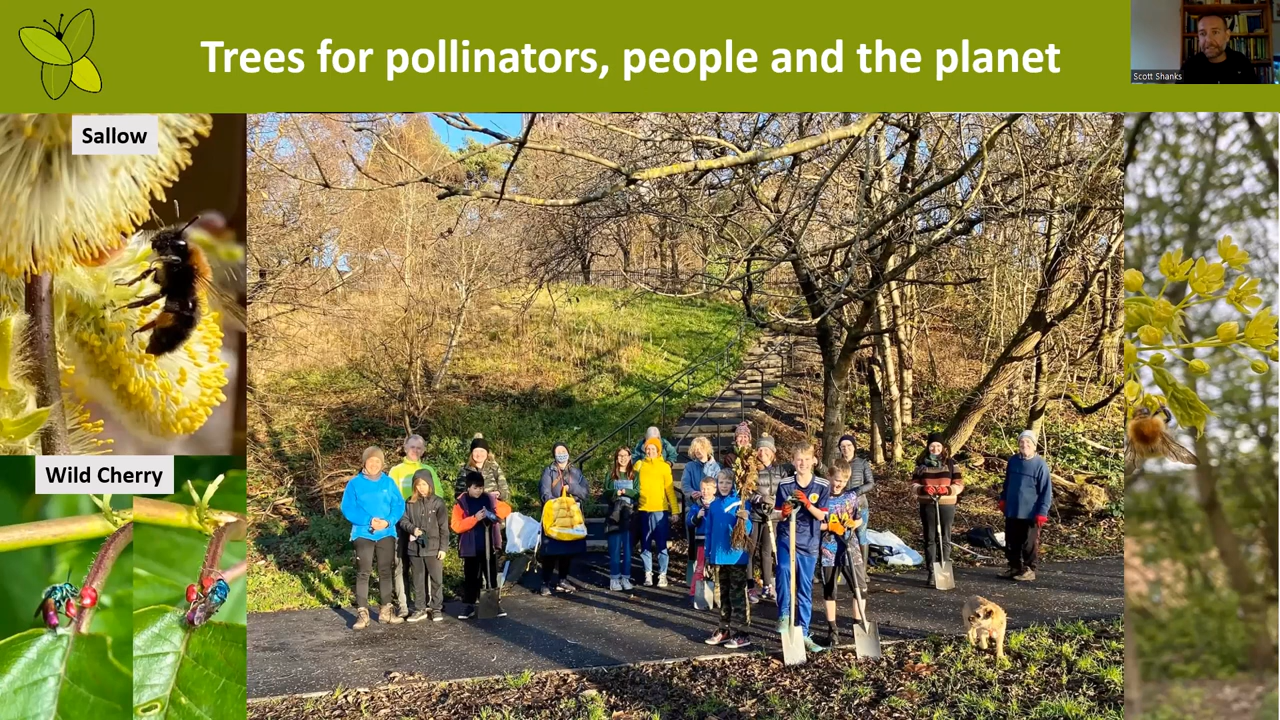 Trees for pollinators, people and the planet
Scott Shanks
Sallow
Wild Cherry